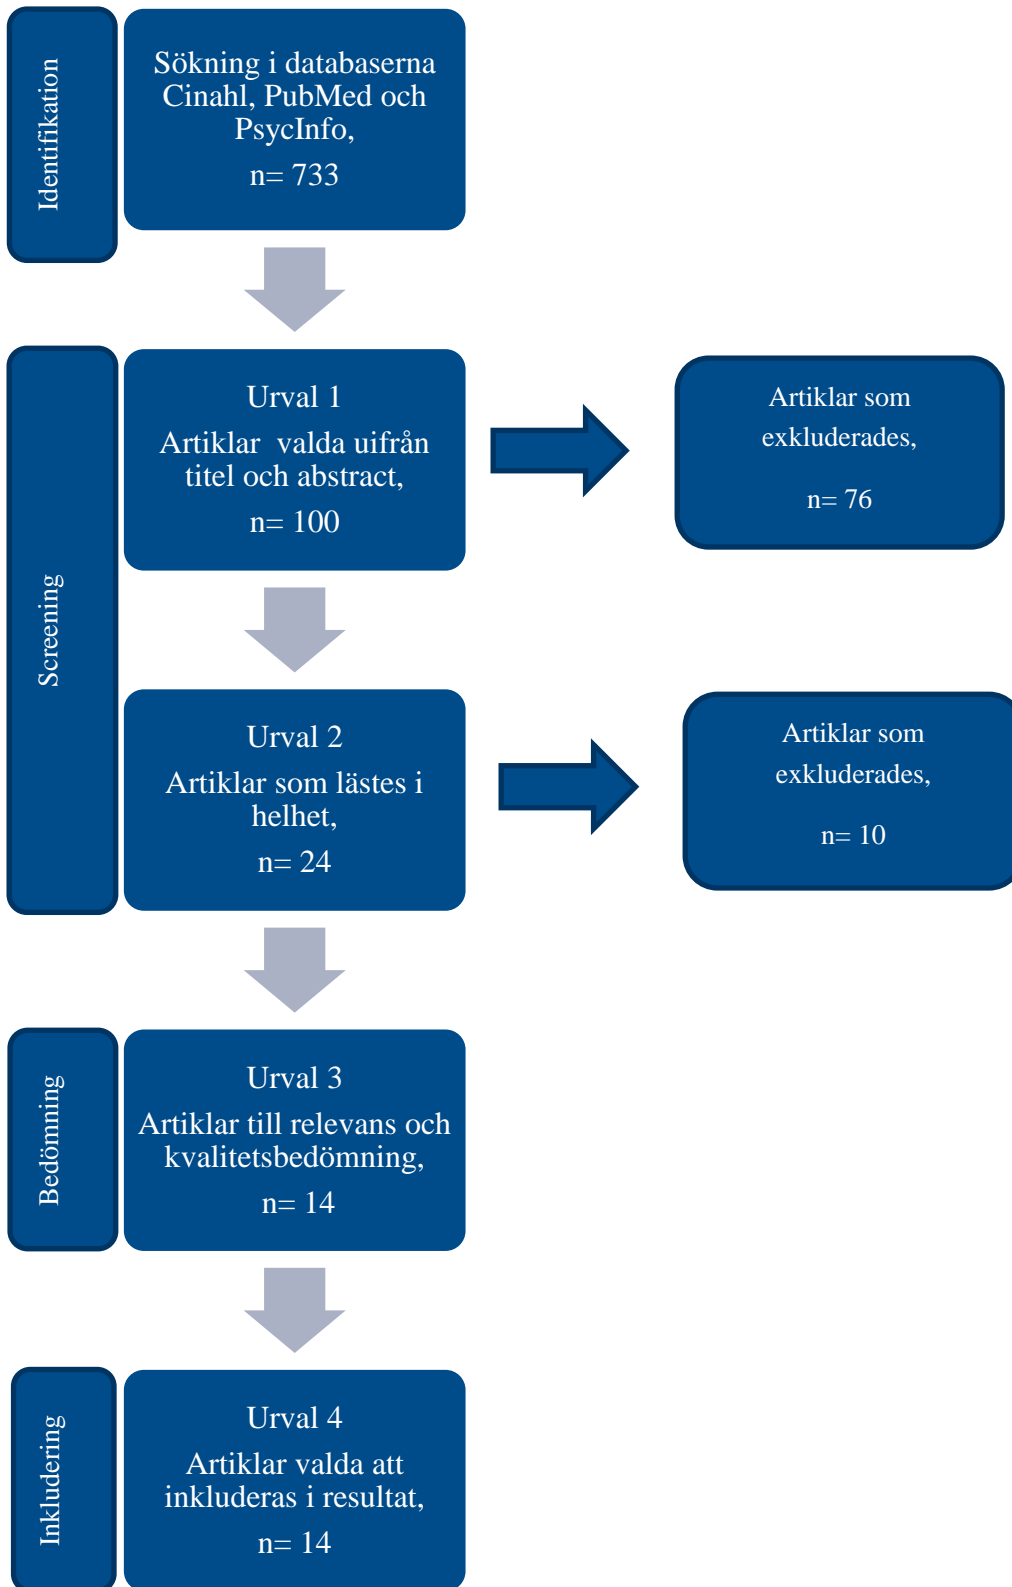 Identifikation
Sökning i databaserna
Cinahl, PubMed och
PsycInfo,
n= 733
Screening
Urval 1
Artiklar valda uifrån
titel och abstract,
n= 100
Artiklar som
exkluderades,
n= 76
Urval 2
Artiklar som lästes i
helhet,
n= 24
Artiklar som
exkluderades,
n= 10
Bedömning
Urval 3
Artiklar till relevans och
kvalitetsbedömning,
n= 14
Inkludering
Urval 4
Artiklar valda att
inkluderas i resultat,
n= 14